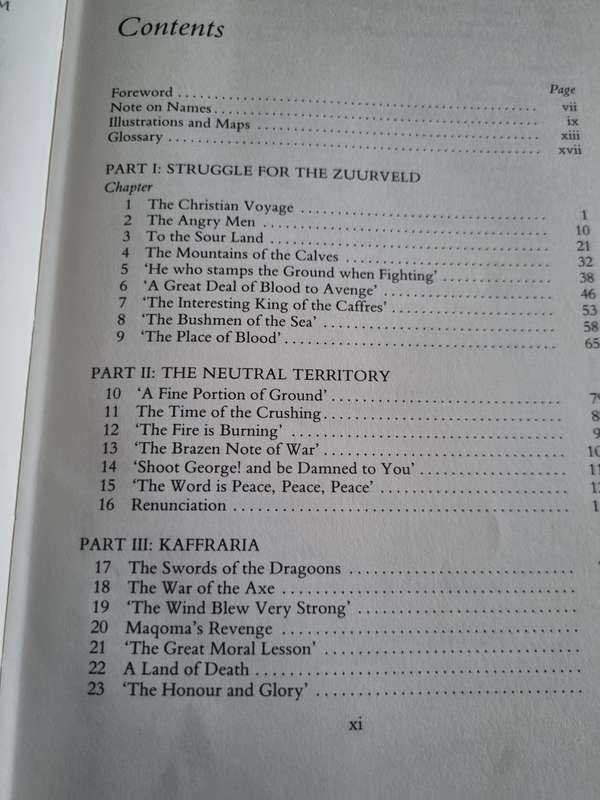 M
Contents
Page
Foreword ........................ vii
Note on Names ........................ ix
Illustrations and Maps ........................ xiii
Glossary ........................ xvii
PART I: STRUGGLE FOR THE ZUURVELD
Chapter
1 The Christian Voyage ........................ 1
2 The Angry Men ........................ 10
3 To the Sour Land ........................ 21
4 The Mountains of the Calves ........................ 32
5 ‘He who stamps the Ground when Fighting’ ........................ 38
6 ‘A Great Deal of Blood to Avenge’ ........................ 46
7 ‘The Interesting King of the Caffres’ ........................ 53
8 ‘The Bushmen of the Sea’ ........................ 58
9 ‘The Place of Blood’ ........................ 65
PART II: THE NEUTRAL TERRITORY
10 ‘A Fine Portion of Ground’ ........................
11 The Time of the Crushing ........................
12 ‘The Fire is Burning’ ........................
13 ‘The Brazen Note of War’ ........................
14 ‘Shoot George! and be Damned to You’ ........................
15 ‘The Word is Peace, Peace, Peace’ ........................
16 Renunciation ........................
PART III: KAFFRARIA
17 The Swords of the Dragoons ........................
18 The War of the Axe ........................
19 ‘The Wind Blew Very Strong’ ........................
20 Maqoma’s Revenge ........................
21 ‘The Great Moral Lesson’ ........................
22 A Land of Death ........................
23 ‘The Honour and Glory’ ........................
xi